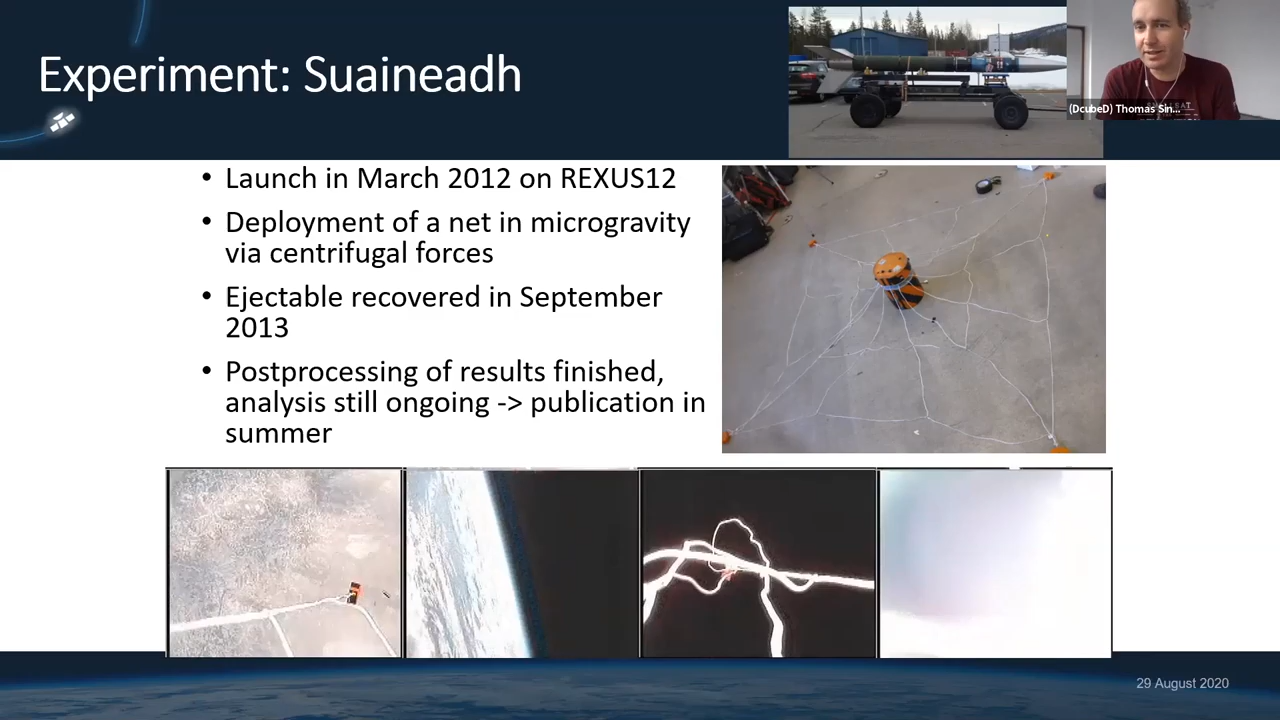 Experiment: Suaineadh
(DcubeD) Thomas Sin...
• Launch in March 2012 on REXUS12
• Deployment of a net in microgravity
via centrifugal forces
• Ejectable recovered in September
2013
• Postprocessing of results finished,
analysis still ongoing -> publication in
summer
29 August 2020